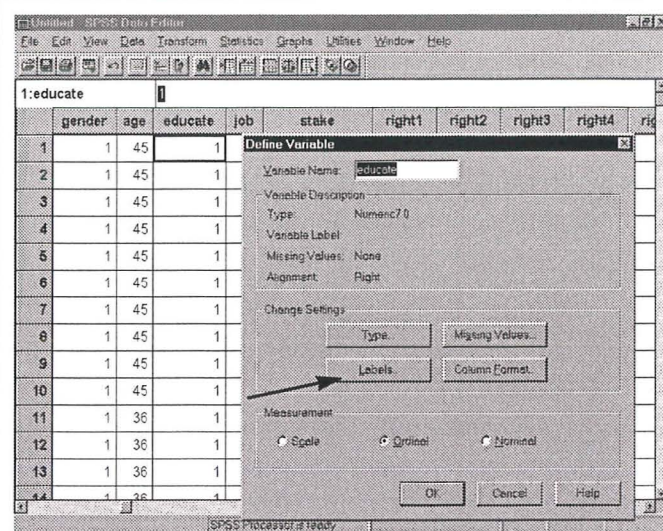 Untitled - SPSS Data Editor
File Edit View Data Transform Statistics Graphs Utilities Window Help
1:educate 1
gender age educate job stake right1 right2 right3 right4 rig
1 1 45 1
2 1 45 1
3 1 45 1
4 1 45 1
5 1 45 1
6 1 45 1
7 1 45 1
8 1 45 1
9 1 45 1
10 1 45 1
11 1 36 1
12 1 36 1
13 1 36 1
14 1 36 1
Define Variable
Variable Name: educate
Variable Description
Type: Numeric7.0
Variable Label:
Missing Values: None
Alignment: Right
Change Settings
Type... Missing Values...
Labels... Column Format...
Measurement
Scale Ordinal Nominal
OK Cancel Help
SPSS Processor is ready